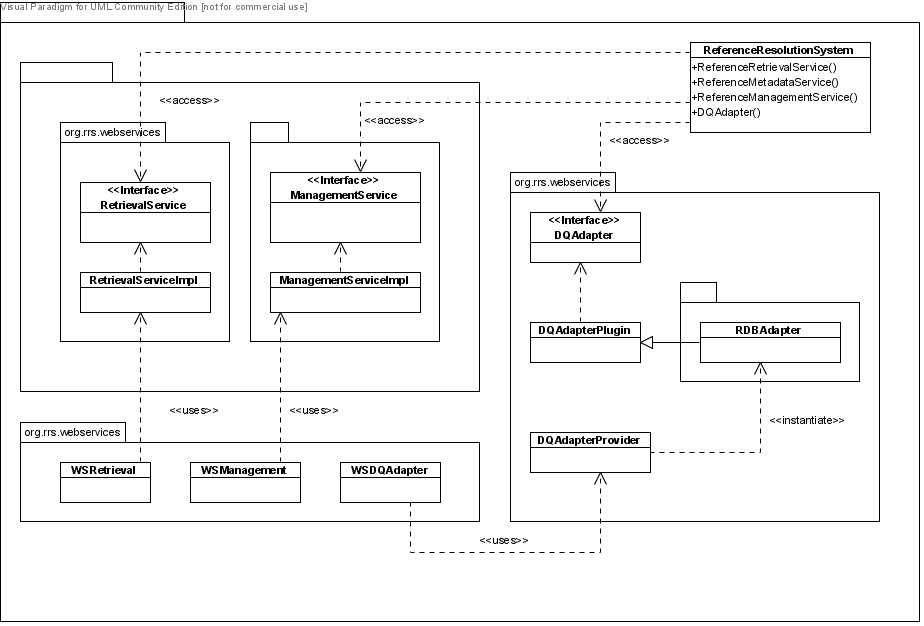 Visual Paradigm for UML Community Edition [not for commercial use]
ReferenceResolutionSystem
+ReferenceRetrievalService()
+ReferenceMetadataService()
+ReferenceManagementService()
+DQAdapter()
<<access>>
<<access>>
<<access>>
org.rrs.webservices
<<Interface>>
RetrievalService
<<Interface>>
ManagementService
org.rrs.webservices
<<Interface>>
DQAdapter
RetrievalServiceImpl
ManagementServiceImpl
DQAdapterPlugin
RDBAdapter
<<uses>>
<<uses>>
<<instantiate>>
org.rrs.webservices
DQAdapterProvider
WSRetrieval
WSManagement
WSDQAdapter
<<uses>>